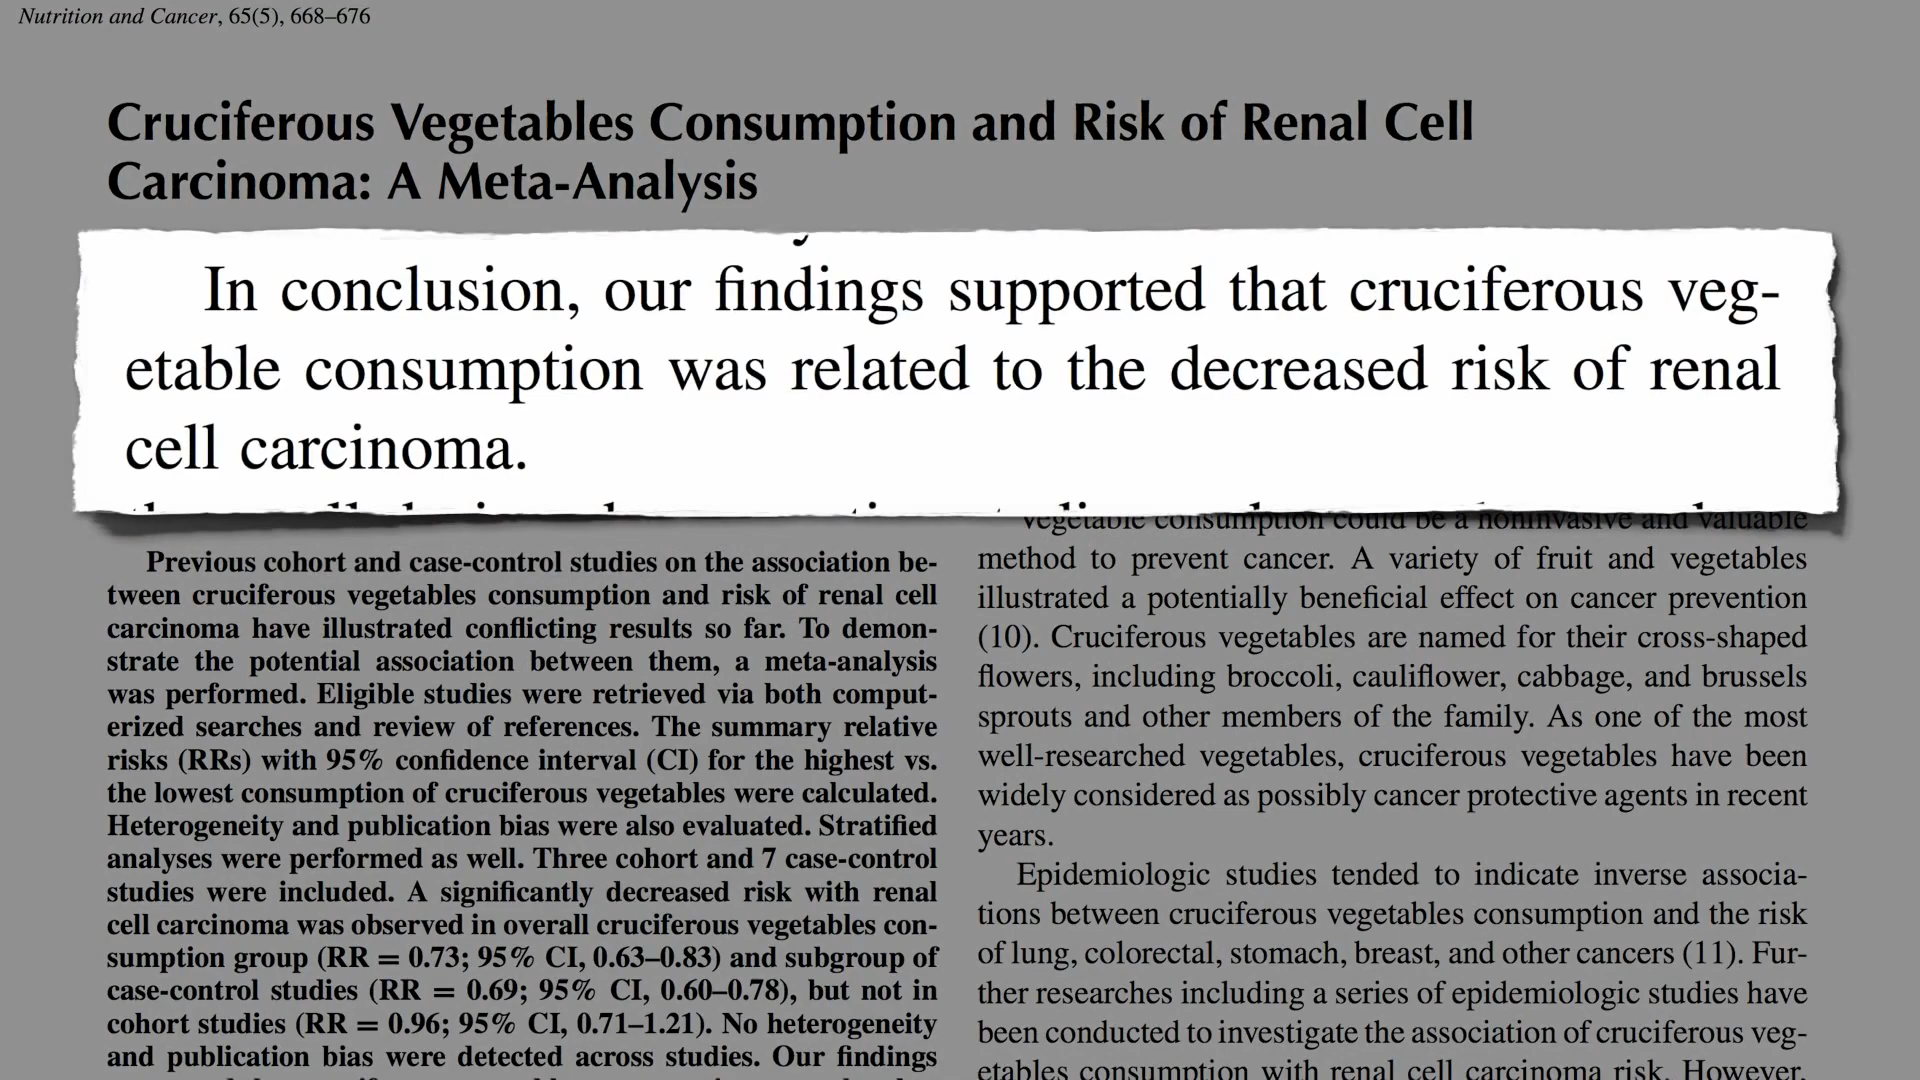 Nutrition and Cancer, 65(5), 668–676
Cruciferous Vegetables Consumption and Risk of Renal Cell
Carcinoma: A Meta-Analysis
In conclusion, our findings supported that cruciferous veg-
etable consumption was related to the decreased risk of renal
cell carcinoma.
Previous cohort and case-control studies on the association be-
tween cruciferous vegetables consumption and risk of renal cell
carcinoma have illustrated conflicting results so far. To demon-
strate the potential association between them, a meta-analysis
was performed. Eligible studies were retrieved via both comput-
erized searches and review of references. The summary relative
risks (RRs) with 95% confidence interval (CI) for the highest vs.
the lowest consumption of cruciferous vegetables were calculated.
Heterogeneity and publication bias were also evaluated. Stratified
analyses were performed as well. Three cohort and 7 case-control
studies were included. A significantly decreased risk with renal
cell carcinoma was observed in overall cruciferous vegetables con-
sumption group (RR = 0.73; 95% CI, 0.63–0.83) and subgroup of
case-control studies (RR = 0.69; 95% CI, 0.60–0.78), but not in
cohort studies (RR = 0.96; 95% CI, 0.71–1.21). No heterogeneity
and publication bias were detected across studies. Our findings
vegetable consumption could be a noninvasive and valuable
method to prevent cancer. A variety of fruit and vegetables
illustrated a potentially beneficial effect on cancer prevention
(10). Cruciferous vegetables are named for their cross-shaped
flowers, including broccoli, cauliflower, cabbage, and brussels
sprouts and other members of the family. As one of the most
well-researched vegetables, cruciferous vegetables have been
widely considered as possibly cancer protective agents in recent
years.
Epidemiologic studies tended to indicate inverse associa-
tions between cruciferous vegetables consumption and the risk
of lung, colorectal, stomach, breast, and other cancers (11). Fur-
ther researches including a series of epidemiologic studies have
been conducted to investigate the association of cruciferous veg-
etables consumption with renal cell carcinoma risk. However,